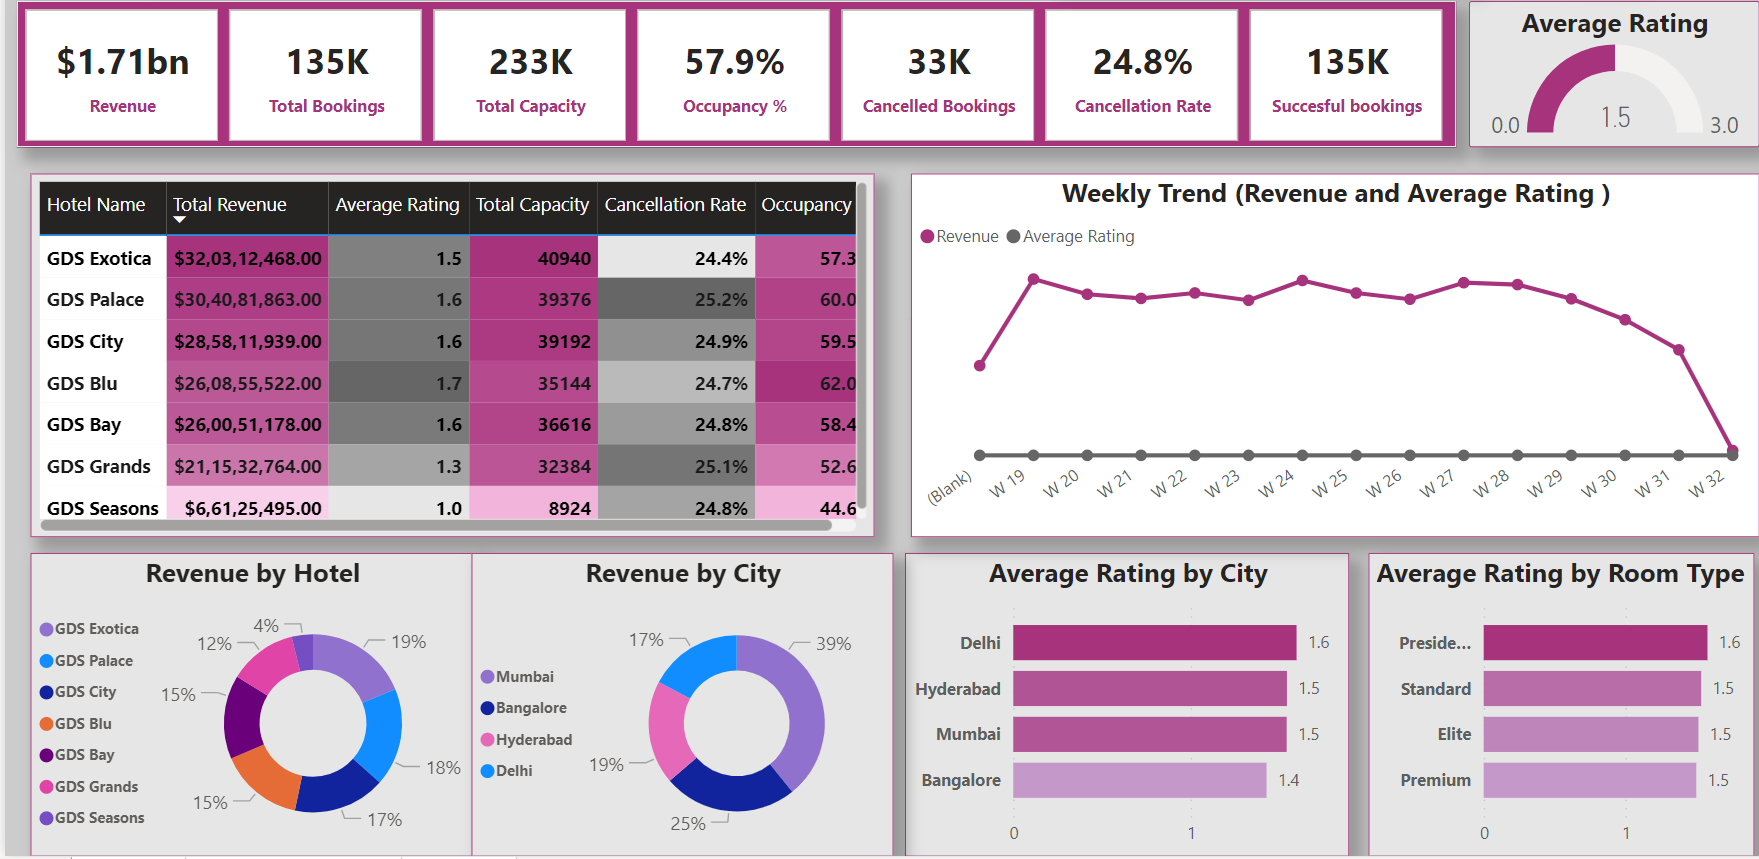 $1.71bn
Revenue
135K
Total Bookings
233K
Total Capacity
57.9%
Occupancy %
33K
Cancelled Bookings
24.8%
Cancellation Rate
135K
Succesful bookings
Average Rating
1.5
0.0
3.0
Hotel Name Total Revenue Average Rating Total Capacity Cancellation Rate Occupancy
GDS Exotica $32,03,12,468.00 1.5 40940 24.4% 57.3
GDS Palace $30,40,81,863.00 1.6 39376 25.2% 60.0
GDS City $28,58,11,939.00 1.6 39192 24.9% 59.5
GDS Blu $26,08,55,522.00 1.7 35144 24.7% 62.0
GDS Bay $26,00,51,178.00 1.6 36616 24.8% 58.4
GDS Grands $21,15,32,764.00 1.3 32384 25.1% 52.6
GDS Seasons $6,61,25,495.00 1.0 8924 24.8% 44.6
Weekly Trend (Revenue and Average Rating )
Revenue Average Rating
(Blank) W 19 W 20 W 21 W 22 W 23 W 24 W 25 W 26 W 27 W 28 W 29 W 30 W 31 W 32
Revenue by Hotel
GDS Exotica
GDS Palace
GDS City
GDS Blu
GDS Bay
GDS Grands
GDS Seasons
19%
18%
17%
15%
15%
12%
4%
Revenue by City
Mumbai
Bangalore
Hyderabad
Delhi
39%
25%
19%
17%
Average Rating by City
Delhi 1.6
Hyderabad 1.5
Mumbai 1.5
Bangalore 1.4
0 1
Average Rating by Room Type
Preside... 1.6
Standard 1.5
Elite 1.5
Premium 1.5
0 1